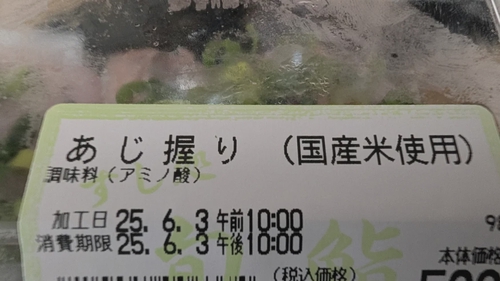 あじ握り（国産米使用）
調味料（アミノ酸）
加工日 25. 6. 3 午前10:00
消費期限 25. 6. 3 午後10:00
本体価格
（税込価格）
鮨